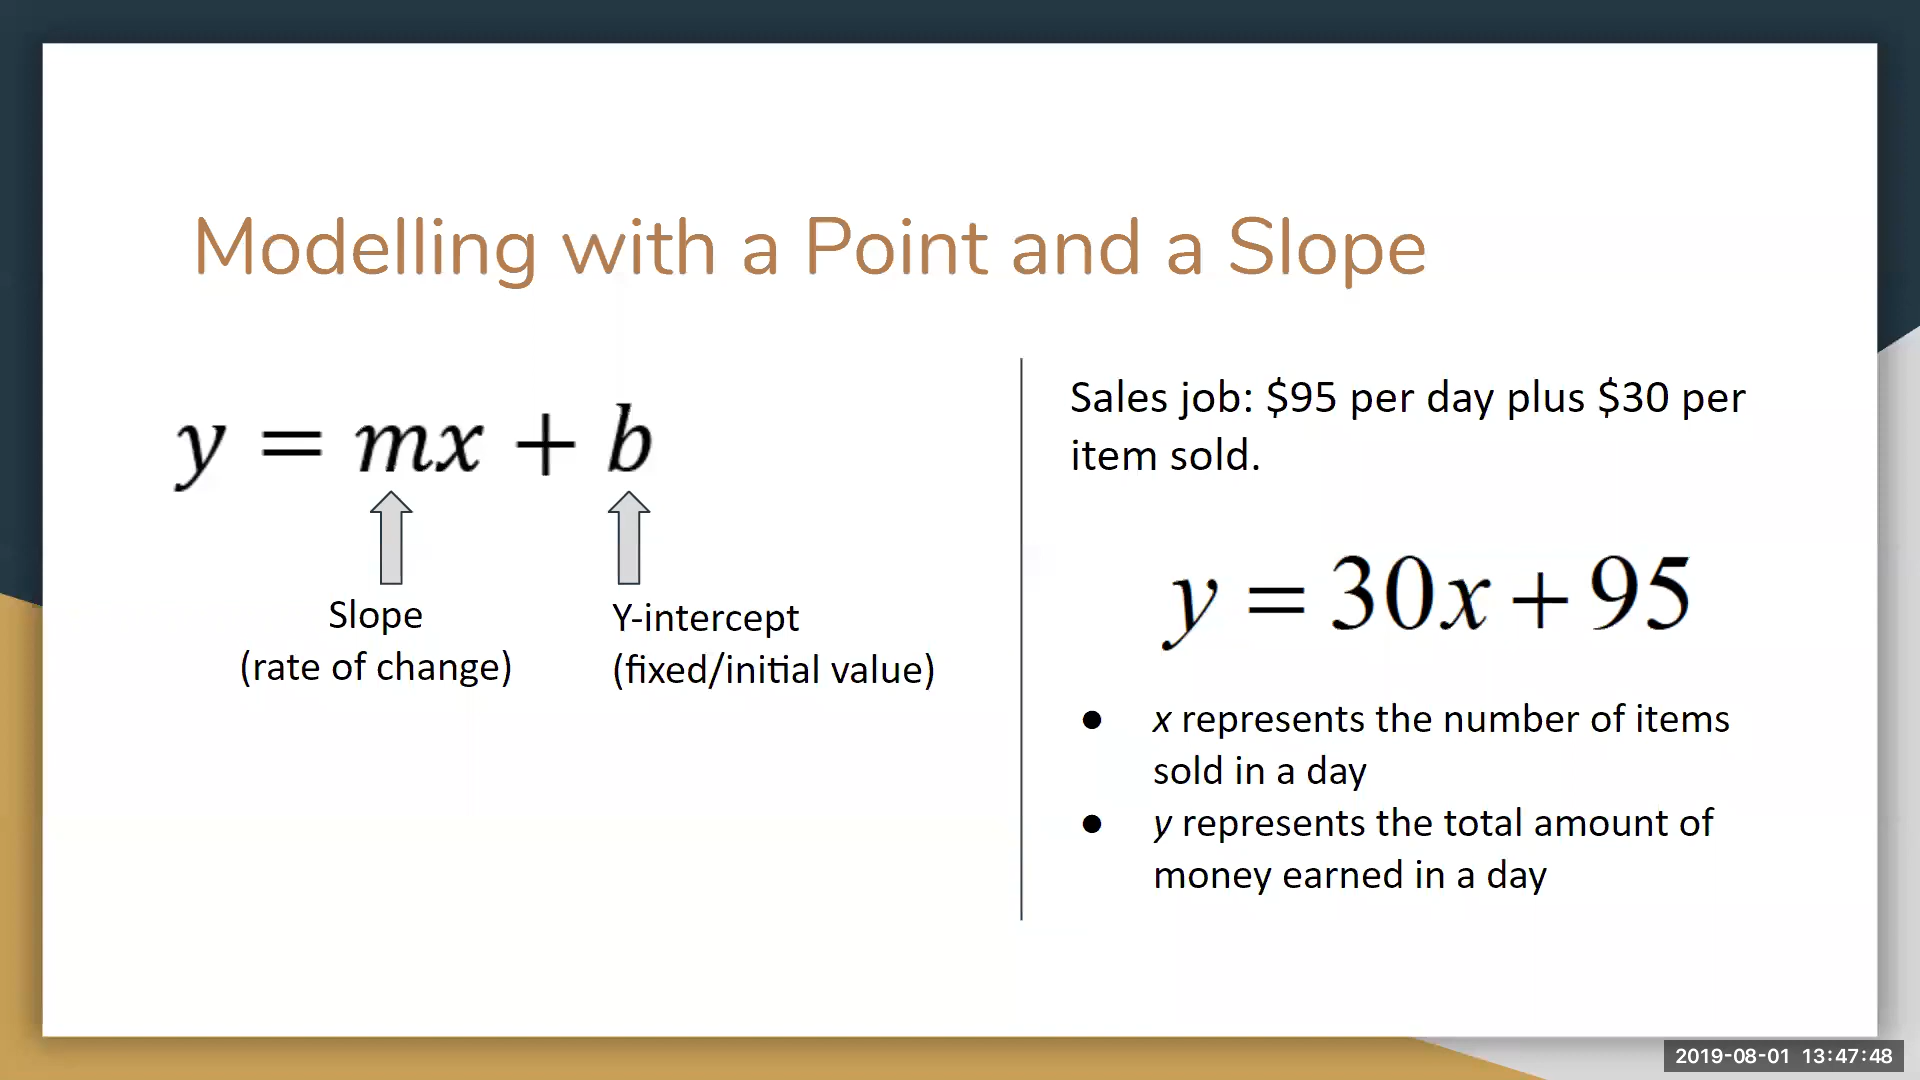 Modelling with a Point and a Slope
y = mx + b
Slope
(rate of change)
Y-intercept
(fixed/initial value)
Sales job: $95 per day plus $30 per
item sold.
y = 30x + 95
● x represents the number of items
sold in a day
● y represents the total amount of
money earned in a day
2019-08-01 13:47:48